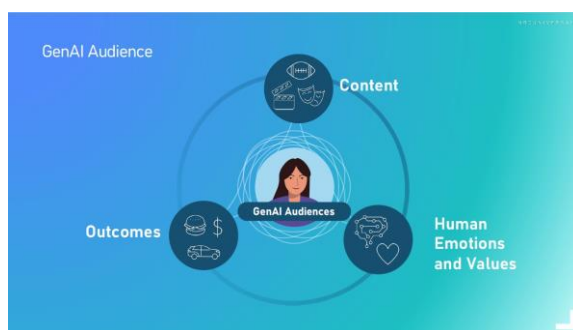 GenAI Audience
Content
GenAI Audiences
Outcomes
$
Human
Emotions
and Values